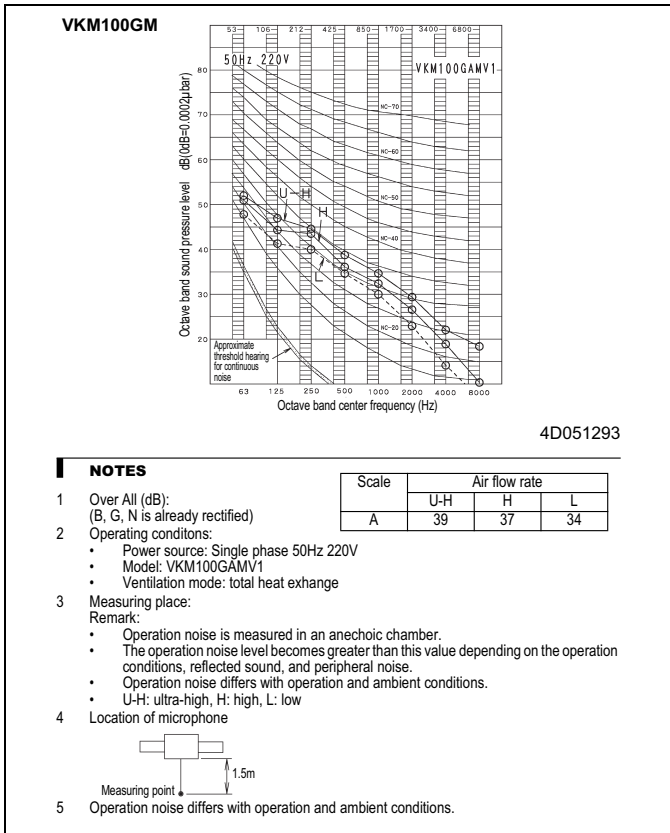 VKM100GM
53 106 212 425 850 1700 3400 6800
50Hz 220V
VKM100GAMV1
Octave band sound pressure level dB(0dB=0.0002µbar)
80
70
60
50
40
30
20
NC-70
NC-60
NC-50
NC-40
NC-20
U-H
H
L
Approximate
threshold hearing
for continuous
noise
63 125 250 500 1000 2000 4000 8000
Octave band center frequency (Hz)
4D051293
NOTES
Scale Air flow rate
U-H H L
A 39 37 34
1 Over All (dB):
(B, G, N is already rectified)
2 Operating conditons:
• Power source: Single phase 50Hz 220V
• Model: VKM100GAMV1
• Ventilation mode: total heat exhange
3 Measuring place:
Remark:
• Operation noise is measured in an anechoic chamber.
• The operation noise level becomes greater than this value depending on the operation
conditions, reflected sound, and peripheral noise.
• Operation noise differs with operation and ambient conditions.
• U-H: ultra-high, H: high, L: low
4 Location of microphone
1.5m
Measuring point
5 Operation noise differs with operation and ambient conditions.